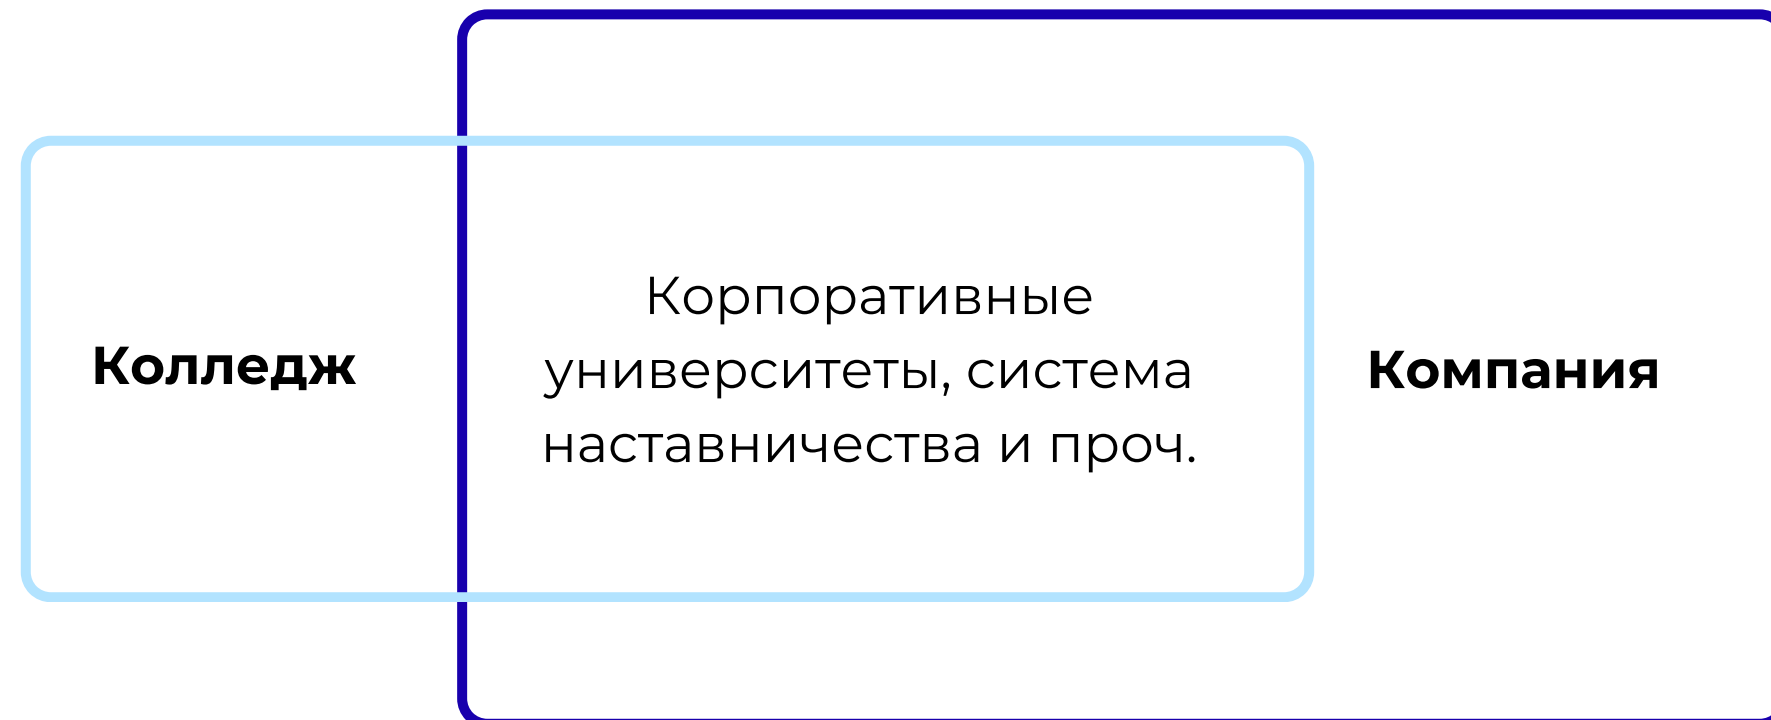 Колледж
Корпоративные
университеты, система
наставничества и проч.
Компания